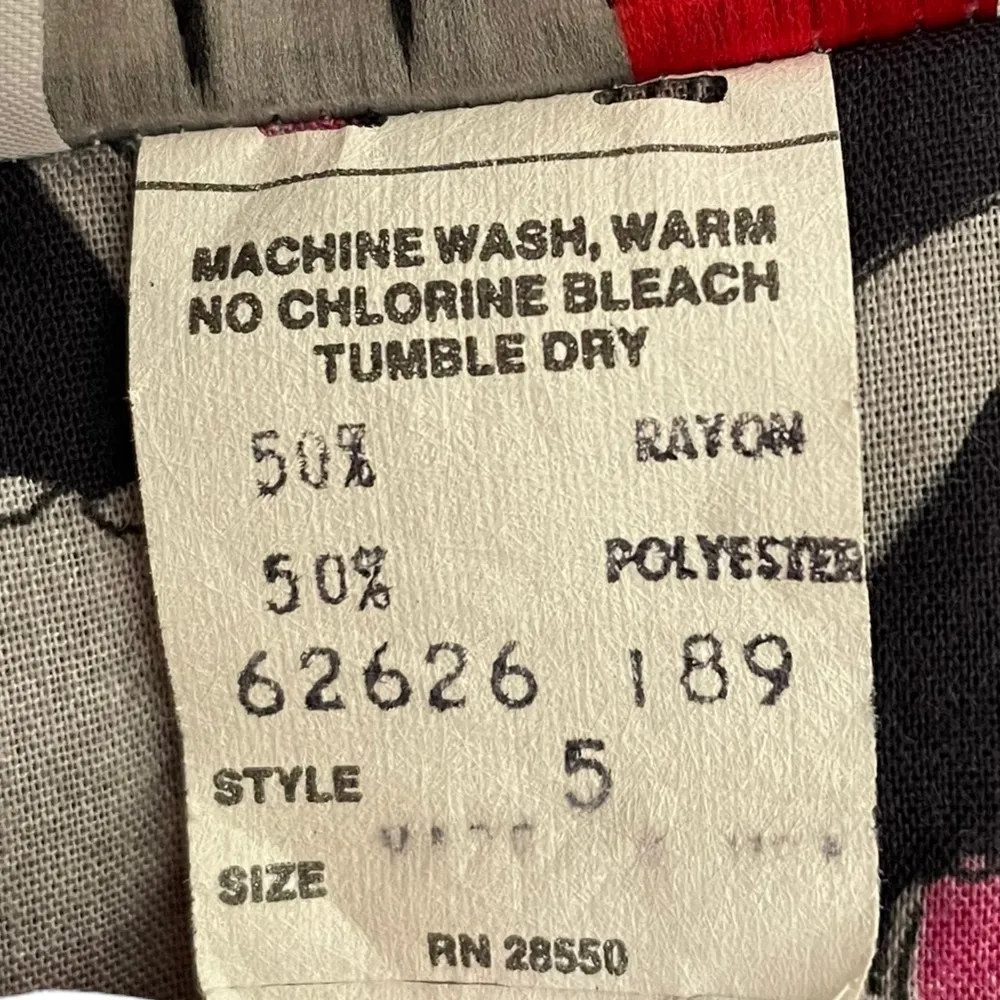 MACHINE WASH, WARM
NO CHLORINE BLEACH
TUMBLE DRY
50% RAYON
50% POLYESTER
62626 189
STYLE 5
SIZE
RN 28550